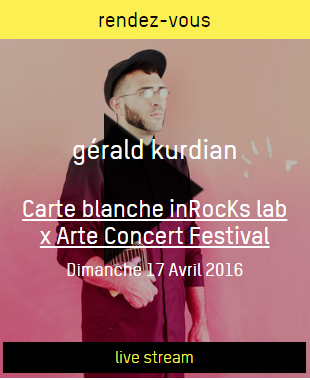 rendez-vous
gérald kurdian
Carte blanche inRocKs lab
x Arte Concert Festival
Dimanche 17 Avril 2016
live stream